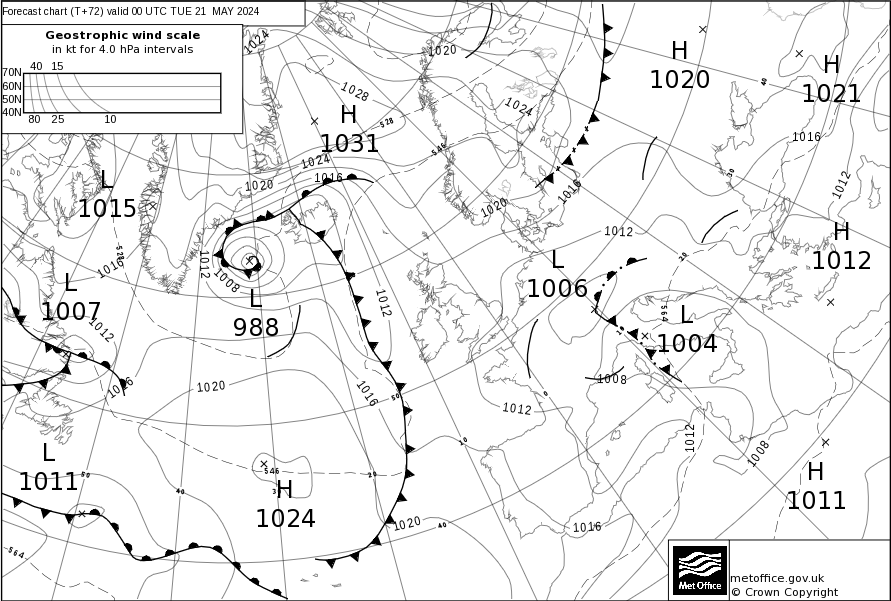 Forecast chart (T+72) valid 00 UTC TUE 21 MAY 2024
Geostrophic wind scale
in kt for 4.0 hPa intervals
40 15
70N
60N
50N
40N
80 25 10
1024
1020
H
1020
H
1021
40
1028
1024
528
H
1031
1016
546
1024
1016
1020
L
1015
30
1012
1016
1020
1012
H
1012
528
1016
1012
1008
20
L
1006
L
1007
L
988
1012
564
L
1004
1012
1016
1020
1016
50
0
1008
1012
10
1012
1008
L
1011
50
546
20
H
1024
40
1020
40
1016
H
1011
564
Met Office
metoffice.gov.uk
© Crown Copyright